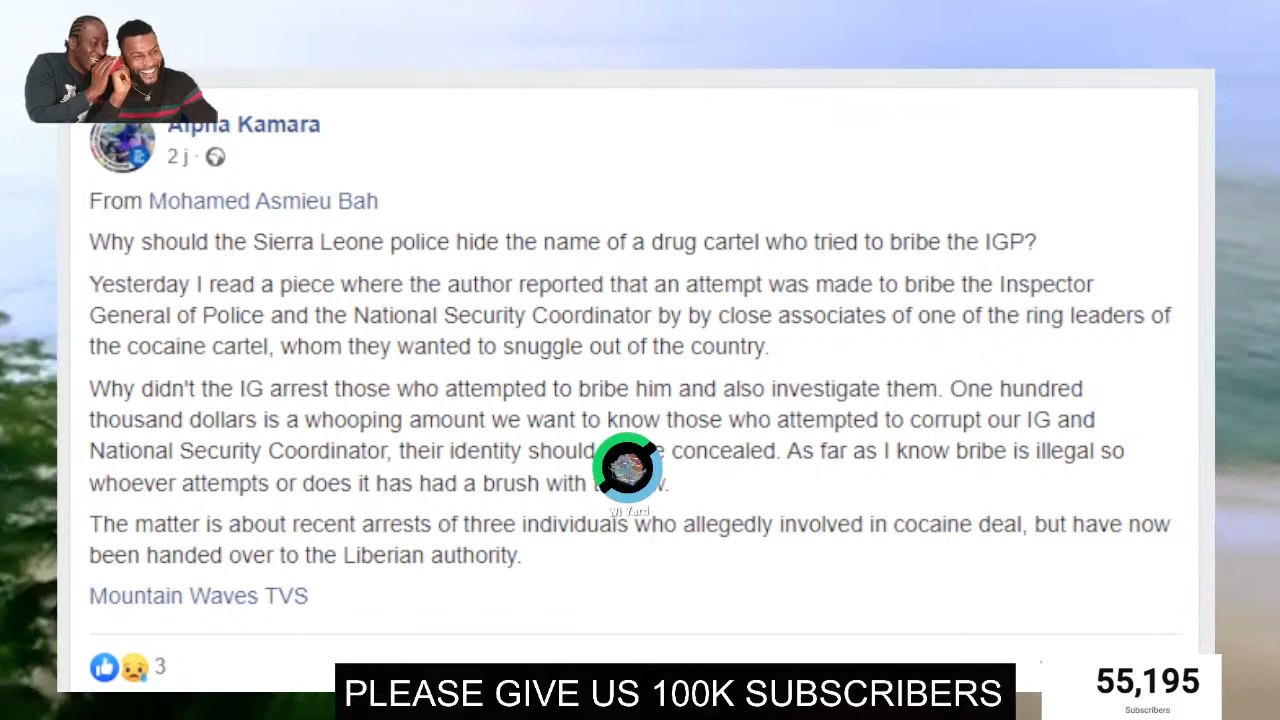 Alpha Kamara
2 j ·
From Mohamed Asmieu Bah
Why should the Sierra Leone police hide the name of a drug cartel who tried to bribe the IGP?
Yesterday I read a piece where the author reported that an attempt was made to bribe the Inspector
General of Police and the National Security Coordinator by by close associates of one of the ring leaders of
the cocaine cartel, whom they wanted to snuggle out of the country.
Why didn't the IG arrest those who attempted to bribe him and also investigate them. One hundred
thousand dollars is a whooping amount we want to know those who attempted to corrupt our IG and
National Security Coordinator, their identity should concealed. As far as I know bribe is illegal so
whoever attempts or does it has had a brush with
Wi Yard
The matter is about recent arrests of three individuals who allegedly involved in cocaine deal, but have now
been handed over to the Liberian authority.
Mountain Waves TVS
3
PLEASE GIVE US 100K SUBSCRIBERS
55,195
Subscribers